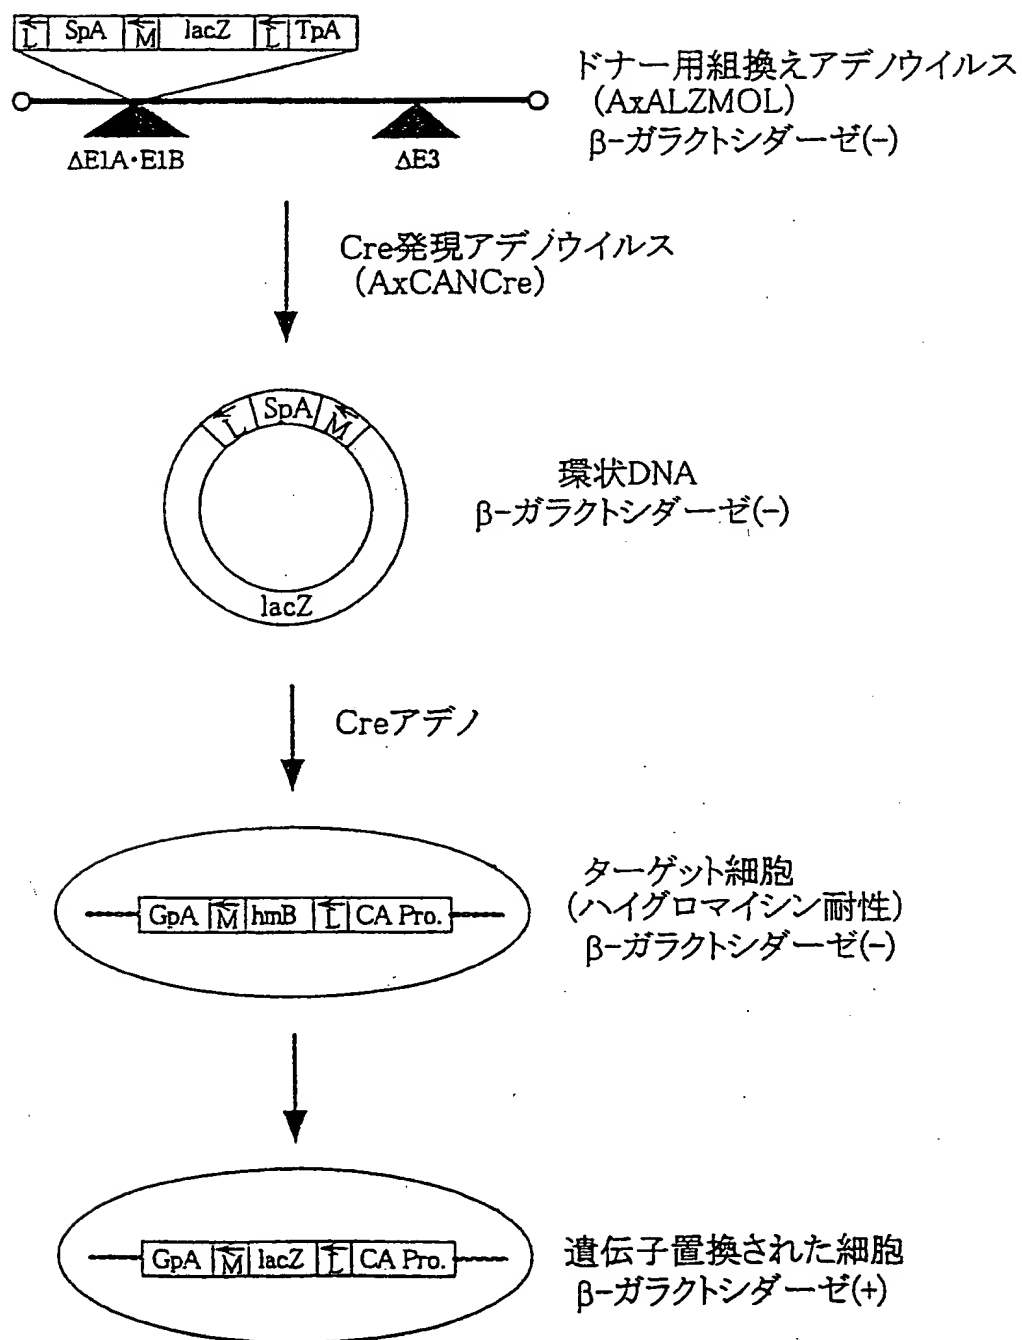 L SpA M lacZ L TpA
ドナー用組換えアデノウイルス
(AxALZMOL)
β-ガラクトシダーゼ(-)
ΔE1A・E1B
ΔE3
Cre発現アデノウイルス
(AxCANCre)
L SpA M
lacZ
環状DNA
β-ガラクトシダーゼ(-)
Creアデノ
GpA M hmB L CA Pro.
ターゲット細胞
(ハイグロマイシン耐性)
β-ガラクトシダーゼ(-)
GpA M lacZ L CA Pro.
遺伝子置換された細胞
β-ガラクトシダーゼ(+)